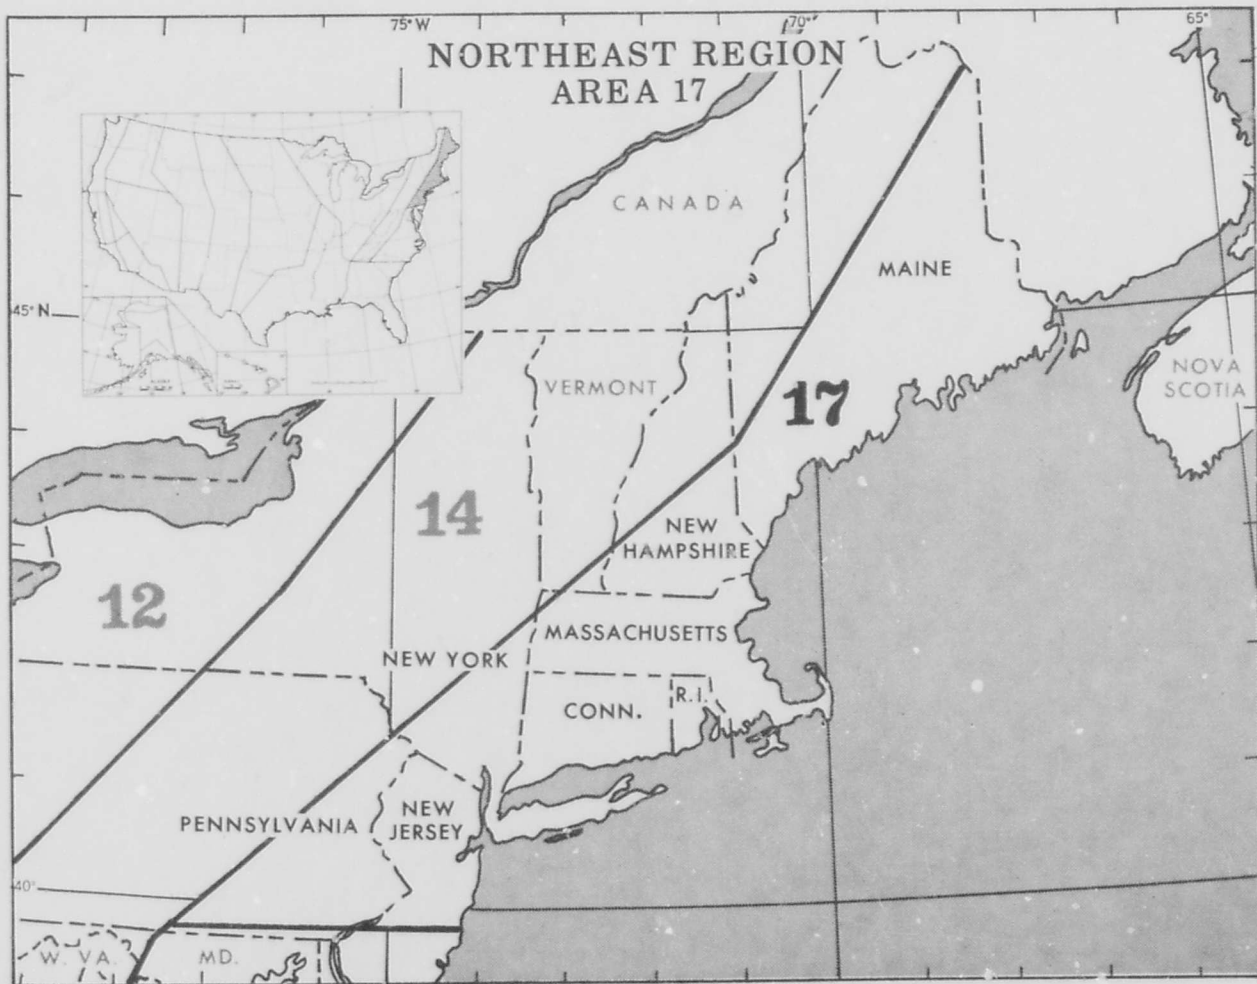 75° W
70°
65°
NORTHEAST REGION
AREA 17
CANADA
MAINE
45° N
NOVA
SCOTIA
VERMONT
17
14
NEW
HAMPSHIRE
12
MASSACHUSETTS
NEW YORK
R.I.
CONN.
NEW
JERSEY
PENNSYLVANIA
40°
W. VA.
MD.